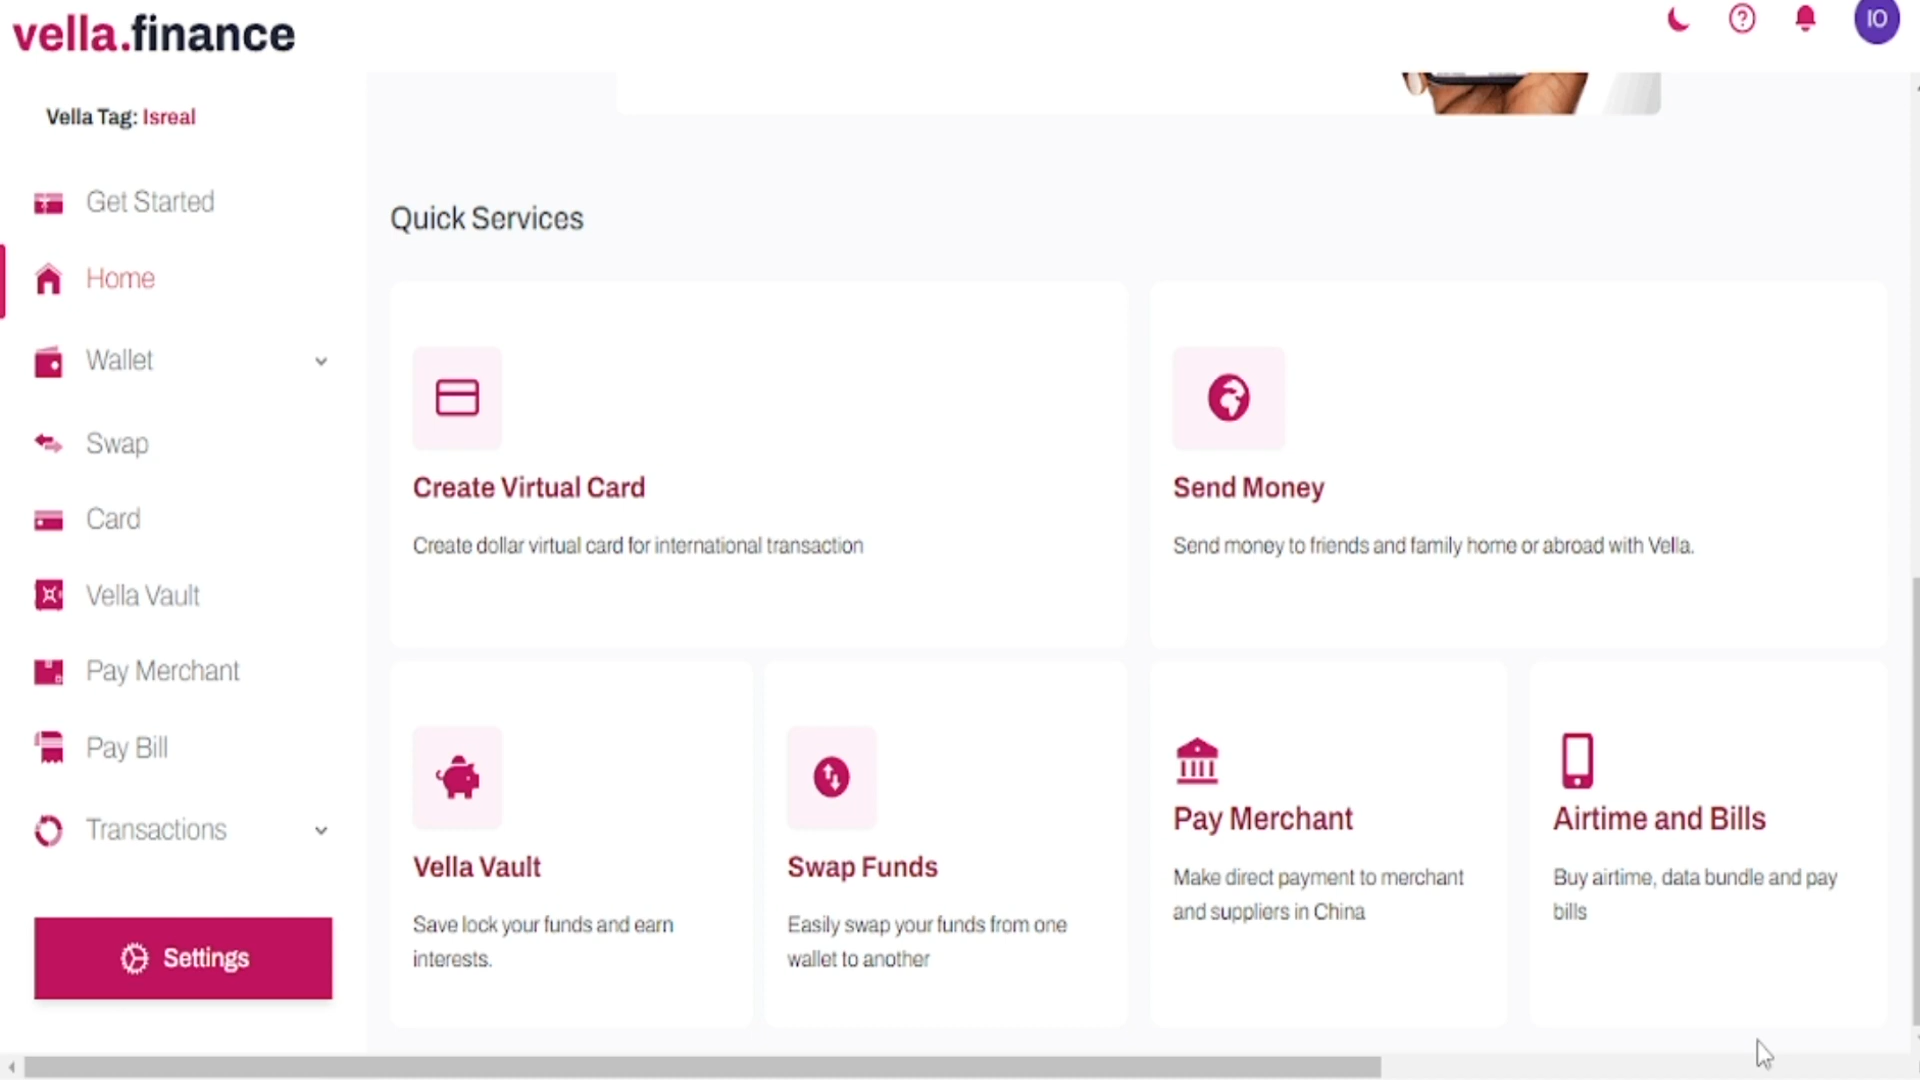 vella.finance
IO
Vella Tag: Isreal
Get Started
Home
Wallet
Swap
Card
Vella Vault
Pay Merchant
Pay Bill
Transactions
Settings
Quick Services
Create Virtual Card
Create dollar virtual card for international transaction
Send Money
Send money to friends and family home or abroad with Vella.
Vella Vault
Save lock your funds and earn
interests.
Swap Funds
Easily swap your funds from one
wallet to another
Pay Merchant
Make direct payment to merchant
and suppliers in China
Airtime and Bills
Buy airtime, data bundle and pay
bills